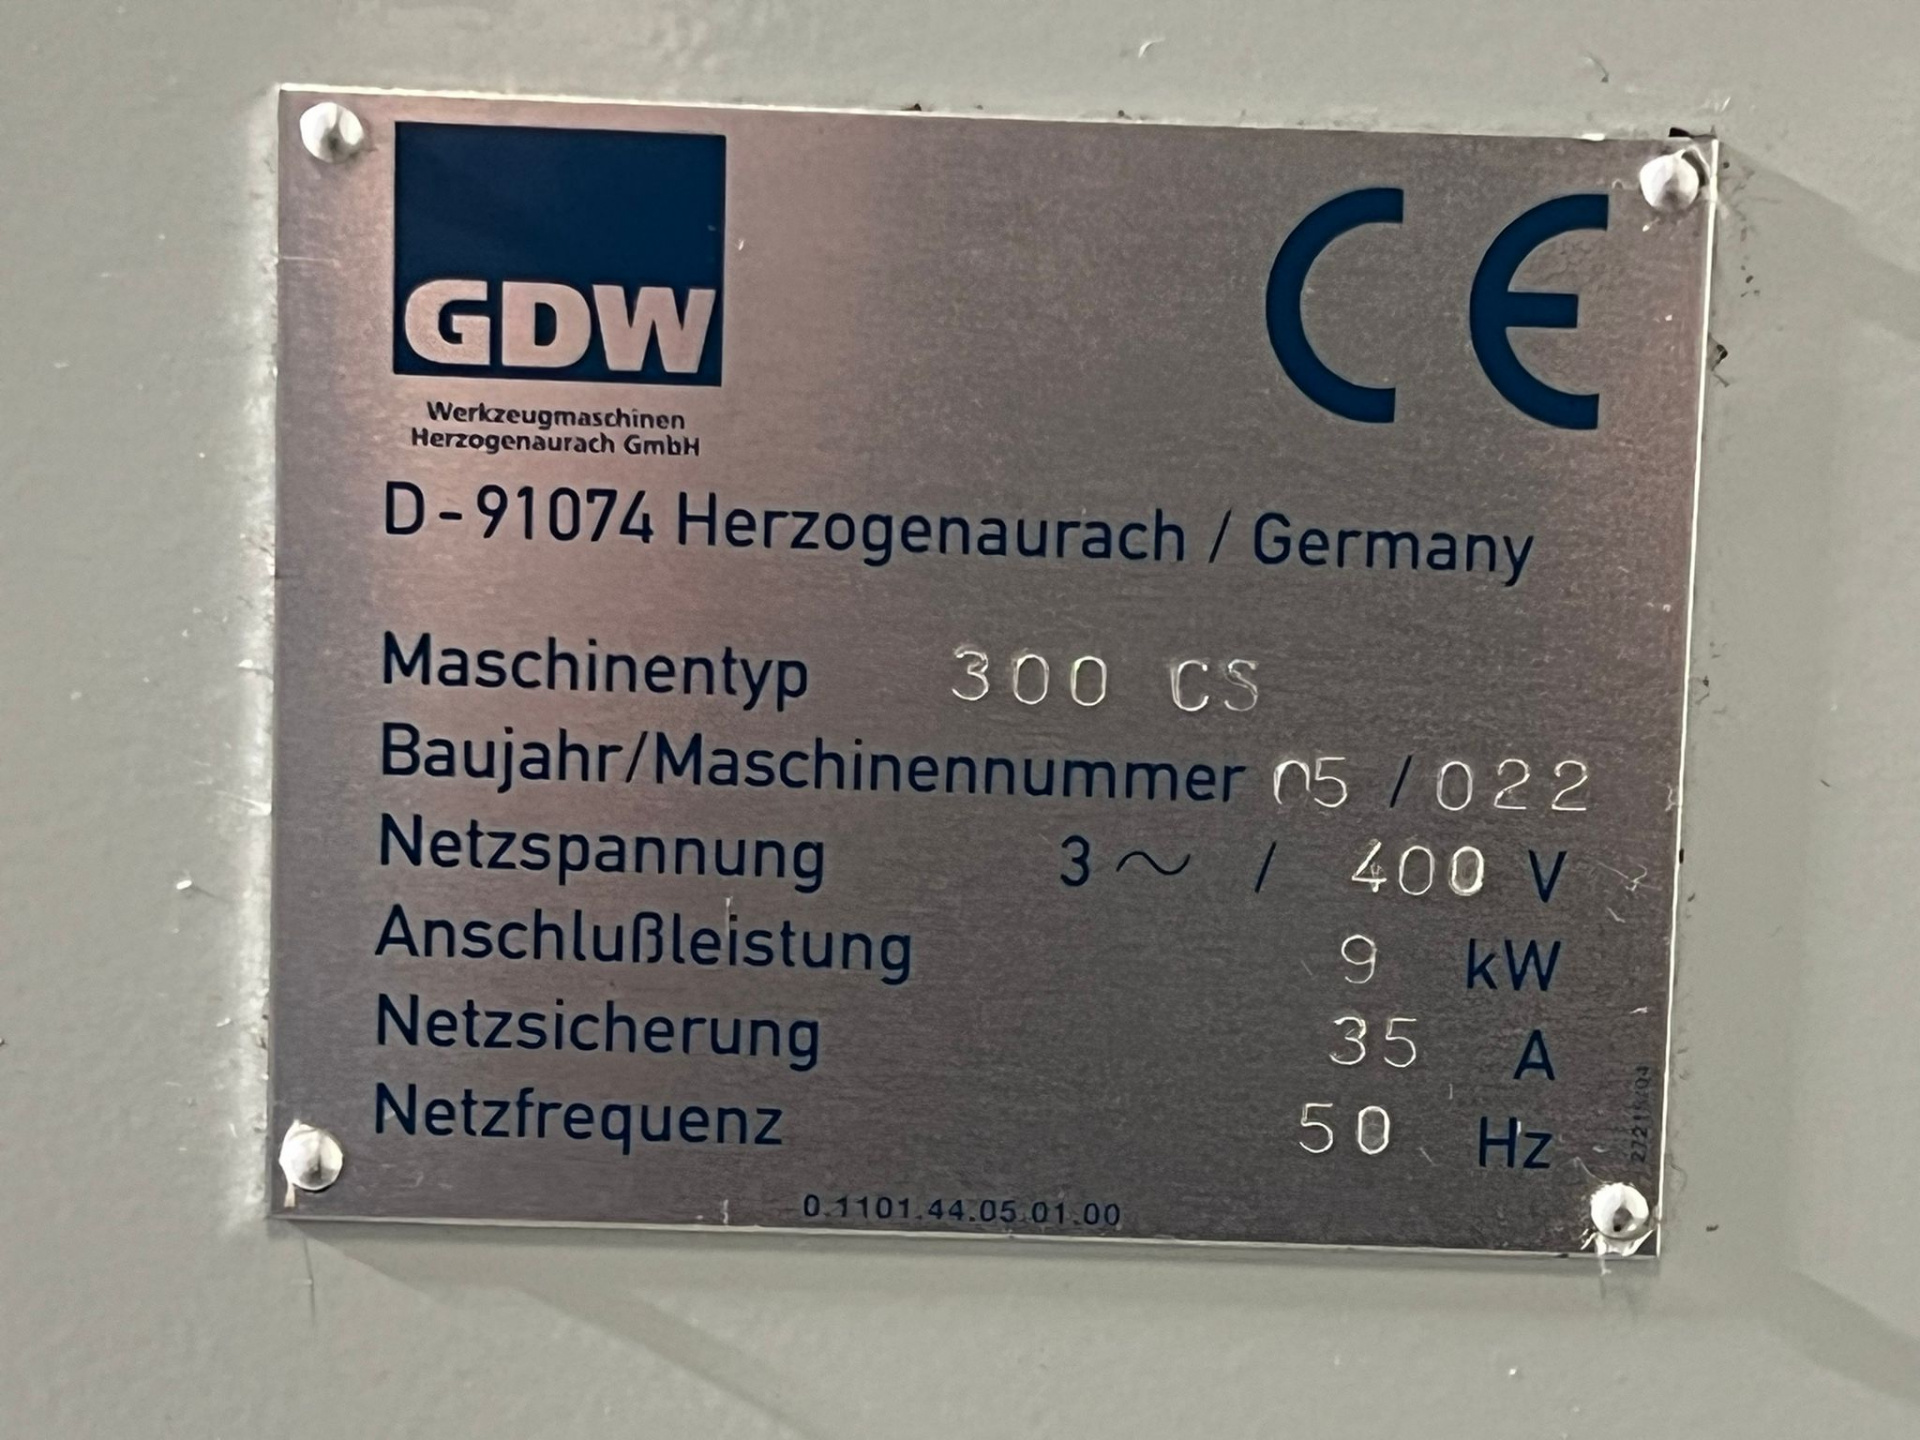 GDW
CE
Werkzeugmaschinen
Herzogenaurach GmbH
D-91074 Herzogenaurach / Germany
Maschinentyp 300 CS
Baujahr/Maschinennummer 05 / 022
Netzspannung 3~ / 400 V
Anschlußleistung 9 kW
Netzsicherung 35 A
Netzfrequenz 50 Hz
0.1101.44.05.01.00